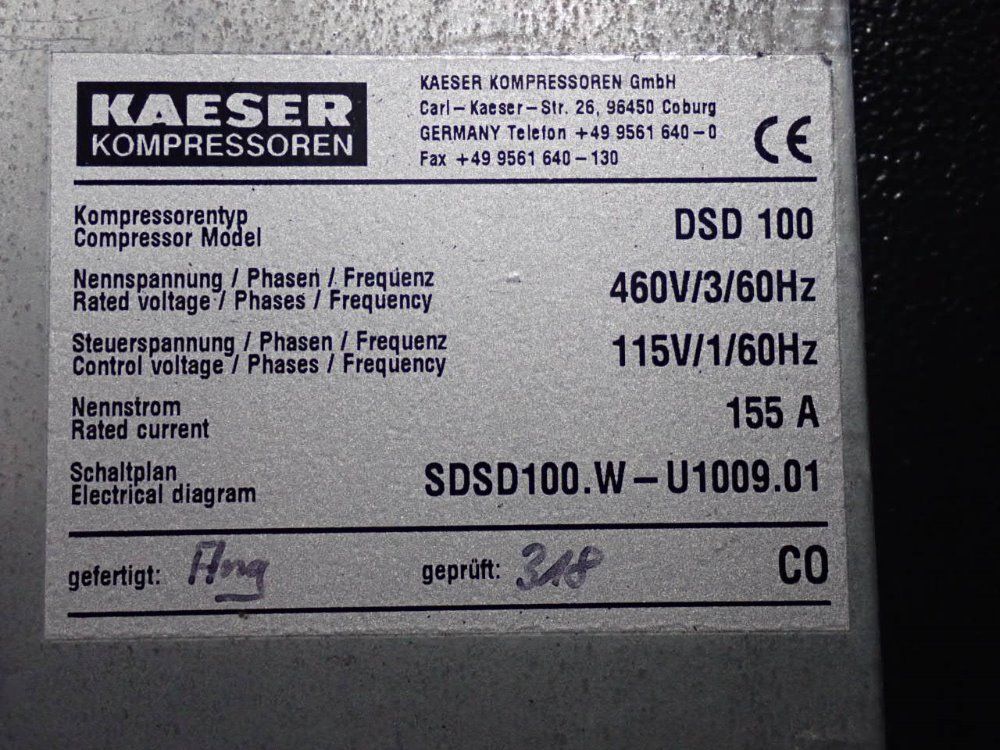 KAESER
KOMPRESSOREN
KAESER KOMPRESSOREN GmbH
Carl-Kaeser-Str. 26, 96450 Coburg
GERMANY Telefon +49 9561 640-0
Fax +49 9561 640-130
CE
Kompressorentyp
Compressor Model
DSD 100
Nennspannung / Phasen / Frequenz
Rated voltage / Phases / Frequency
460V/3/60Hz
Steuerspannung / Phasen / Frequenz
Control voltage / Phases / Frequency
115V/1/60Hz
Nennstrom
Rated current
155 A
Schaltplan
Electrical diagram
SDSD100.W-U1009.01
gefertigt:
geprüft: 318
CO